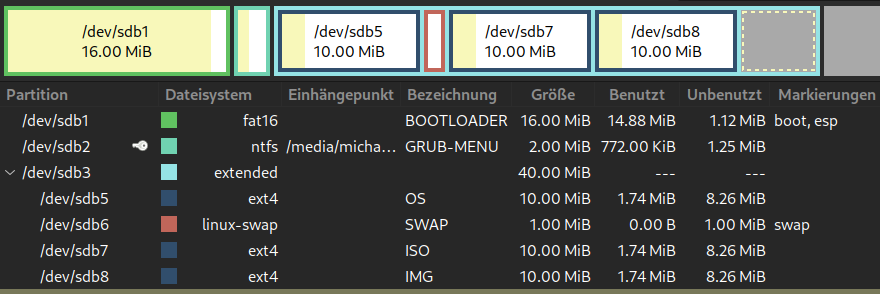 /dev/sdb1 /dev/sdb5 /dev/sdb7 /dev/sdb8
16.00 MiB 10.00 MiB 10.00 MiB 10.00 MiB
Partition Dateisystem Einhängepunkt Bezeichnung Größe Benutzt Unbenutzt Markierungen
/dev/sdb1 fat16 BOOTLOADER 16.00 MiB 14.88 MiB 1.12 MiB boot, esp
/dev/sdb2 ntfs /media/micha... GRUB-MENU 2.00 MiB 772.00 KiB 1.25 MiB
/dev/sdb3 extended 40.00 MiB --- ---
/dev/sdb5 ext4 OS 10.00 MiB 1.74 MiB 8.26 MiB
/dev/sdb6 linux-swap SWAP 1.00 MiB 0.00 B 1.00 MiB swap
/dev/sdb7 ext4 ISO 10.00 MiB 1.74 MiB 8.26 MiB
/dev/sdb8 ext4 IMG 10.00 MiB 1.74 MiB 8.26 MiB